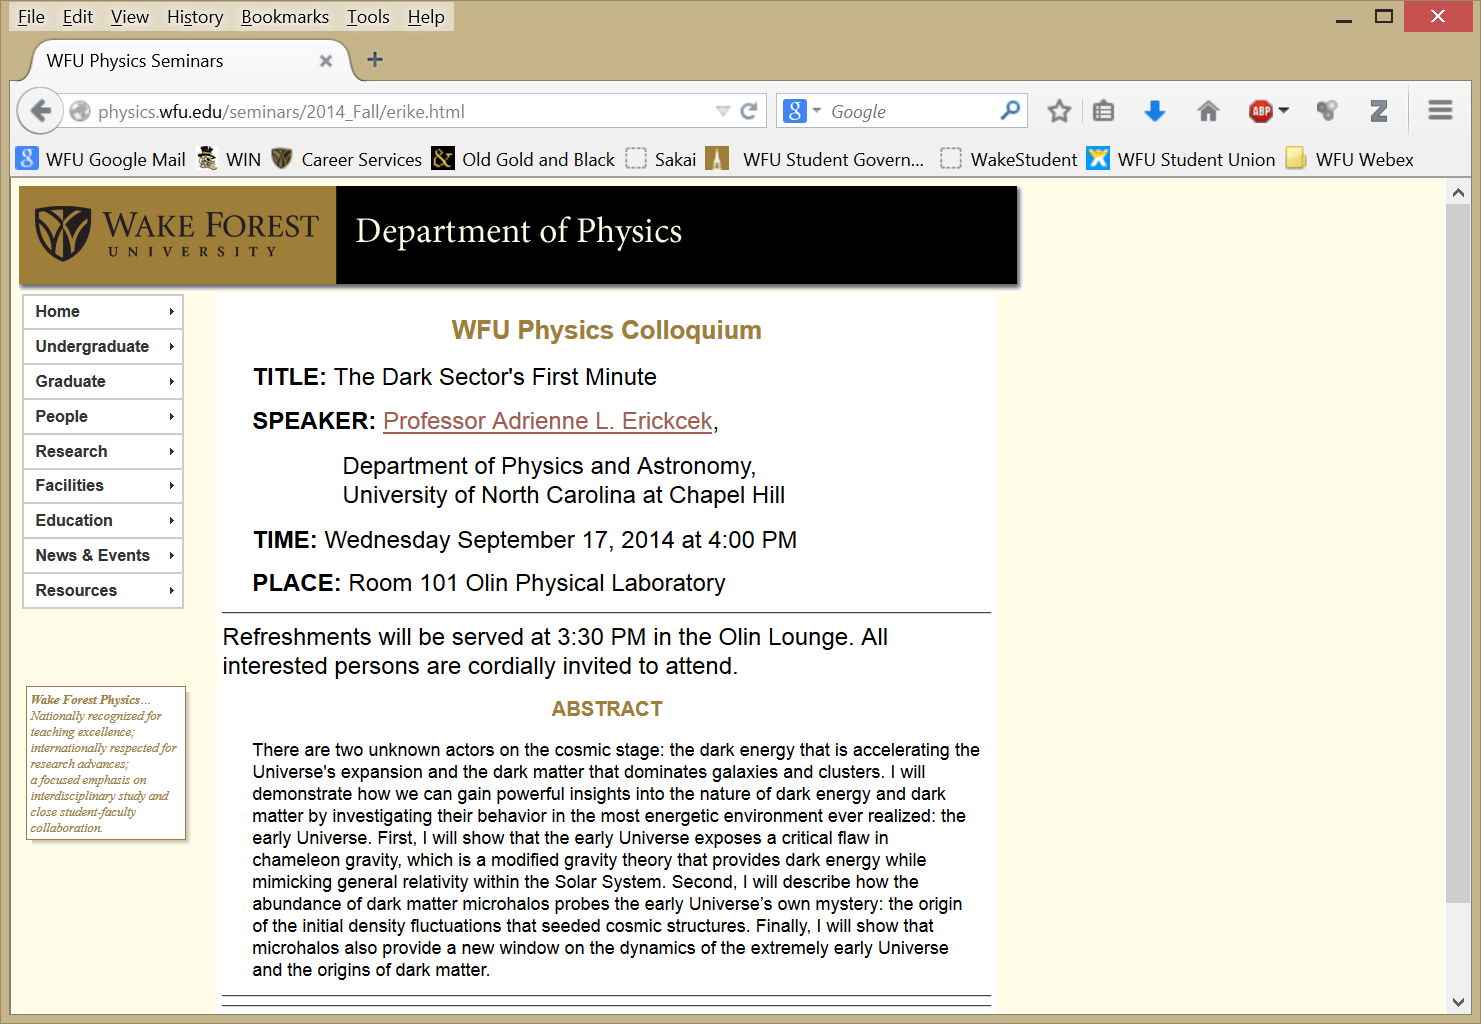 File Edit View History Bookmarks Tools Help
WFU Physics Seminars
physics.wfu.edu/seminars/2014_Fall/erike.html
Google
ABP
WFU Google Mail WIN Career Services Old Gold and Black Sakai WFU Student Govern... WakeStudent WFU Student Union WFU Webex
WAKE FOREST
UNIVERSITY
Department of Physics
Home
Undergraduate
Graduate
People
Research
Facilities
Education
News & Events
Resources
Wake Forest Physics...
Nationally recognized for
teaching excellence;
internationally respected for
research advances;
a focused emphasis on
interdisciplinary study and
close student-faculty
collaboration.
WFU Physics Colloquium
TITLE: The Dark Sector's First Minute
SPEAKER: Professor Adrienne L. Erickcek,
Department of Physics and Astronomy,
University of North Carolina at Chapel Hill
TIME: Wednesday September 17, 2014 at 4:00 PM
PLACE: Room 101 Olin Physical Laboratory
Refreshments will be served at 3:30 PM in the Olin Lounge. All
interested persons are cordially invited to attend.
ABSTRACT
There are two unknown actors on the cosmic stage: the dark energy that is accelerating the
Universe's expansion and the dark matter that dominates galaxies and clusters. I will
demonstrate how we can gain powerful insights into the nature of dark energy and dark
matter by investigating their behavior in the most energetic environment ever realized: the
early Universe. First, I will show that the early Universe exposes a critical flaw in
chameleon gravity, which is a modified gravity theory that provides dark energy while
mimicking general relativity within the Solar System. Second, I will describe how the
abundance of dark matter microhalos probes the early Universe’s own mystery: the origin
of the initial density fluctuations that seeded cosmic structures. Finally, I will show that
microhalos also provide a new window on the dynamics of the extremely early Universe
and the origins of dark matter.